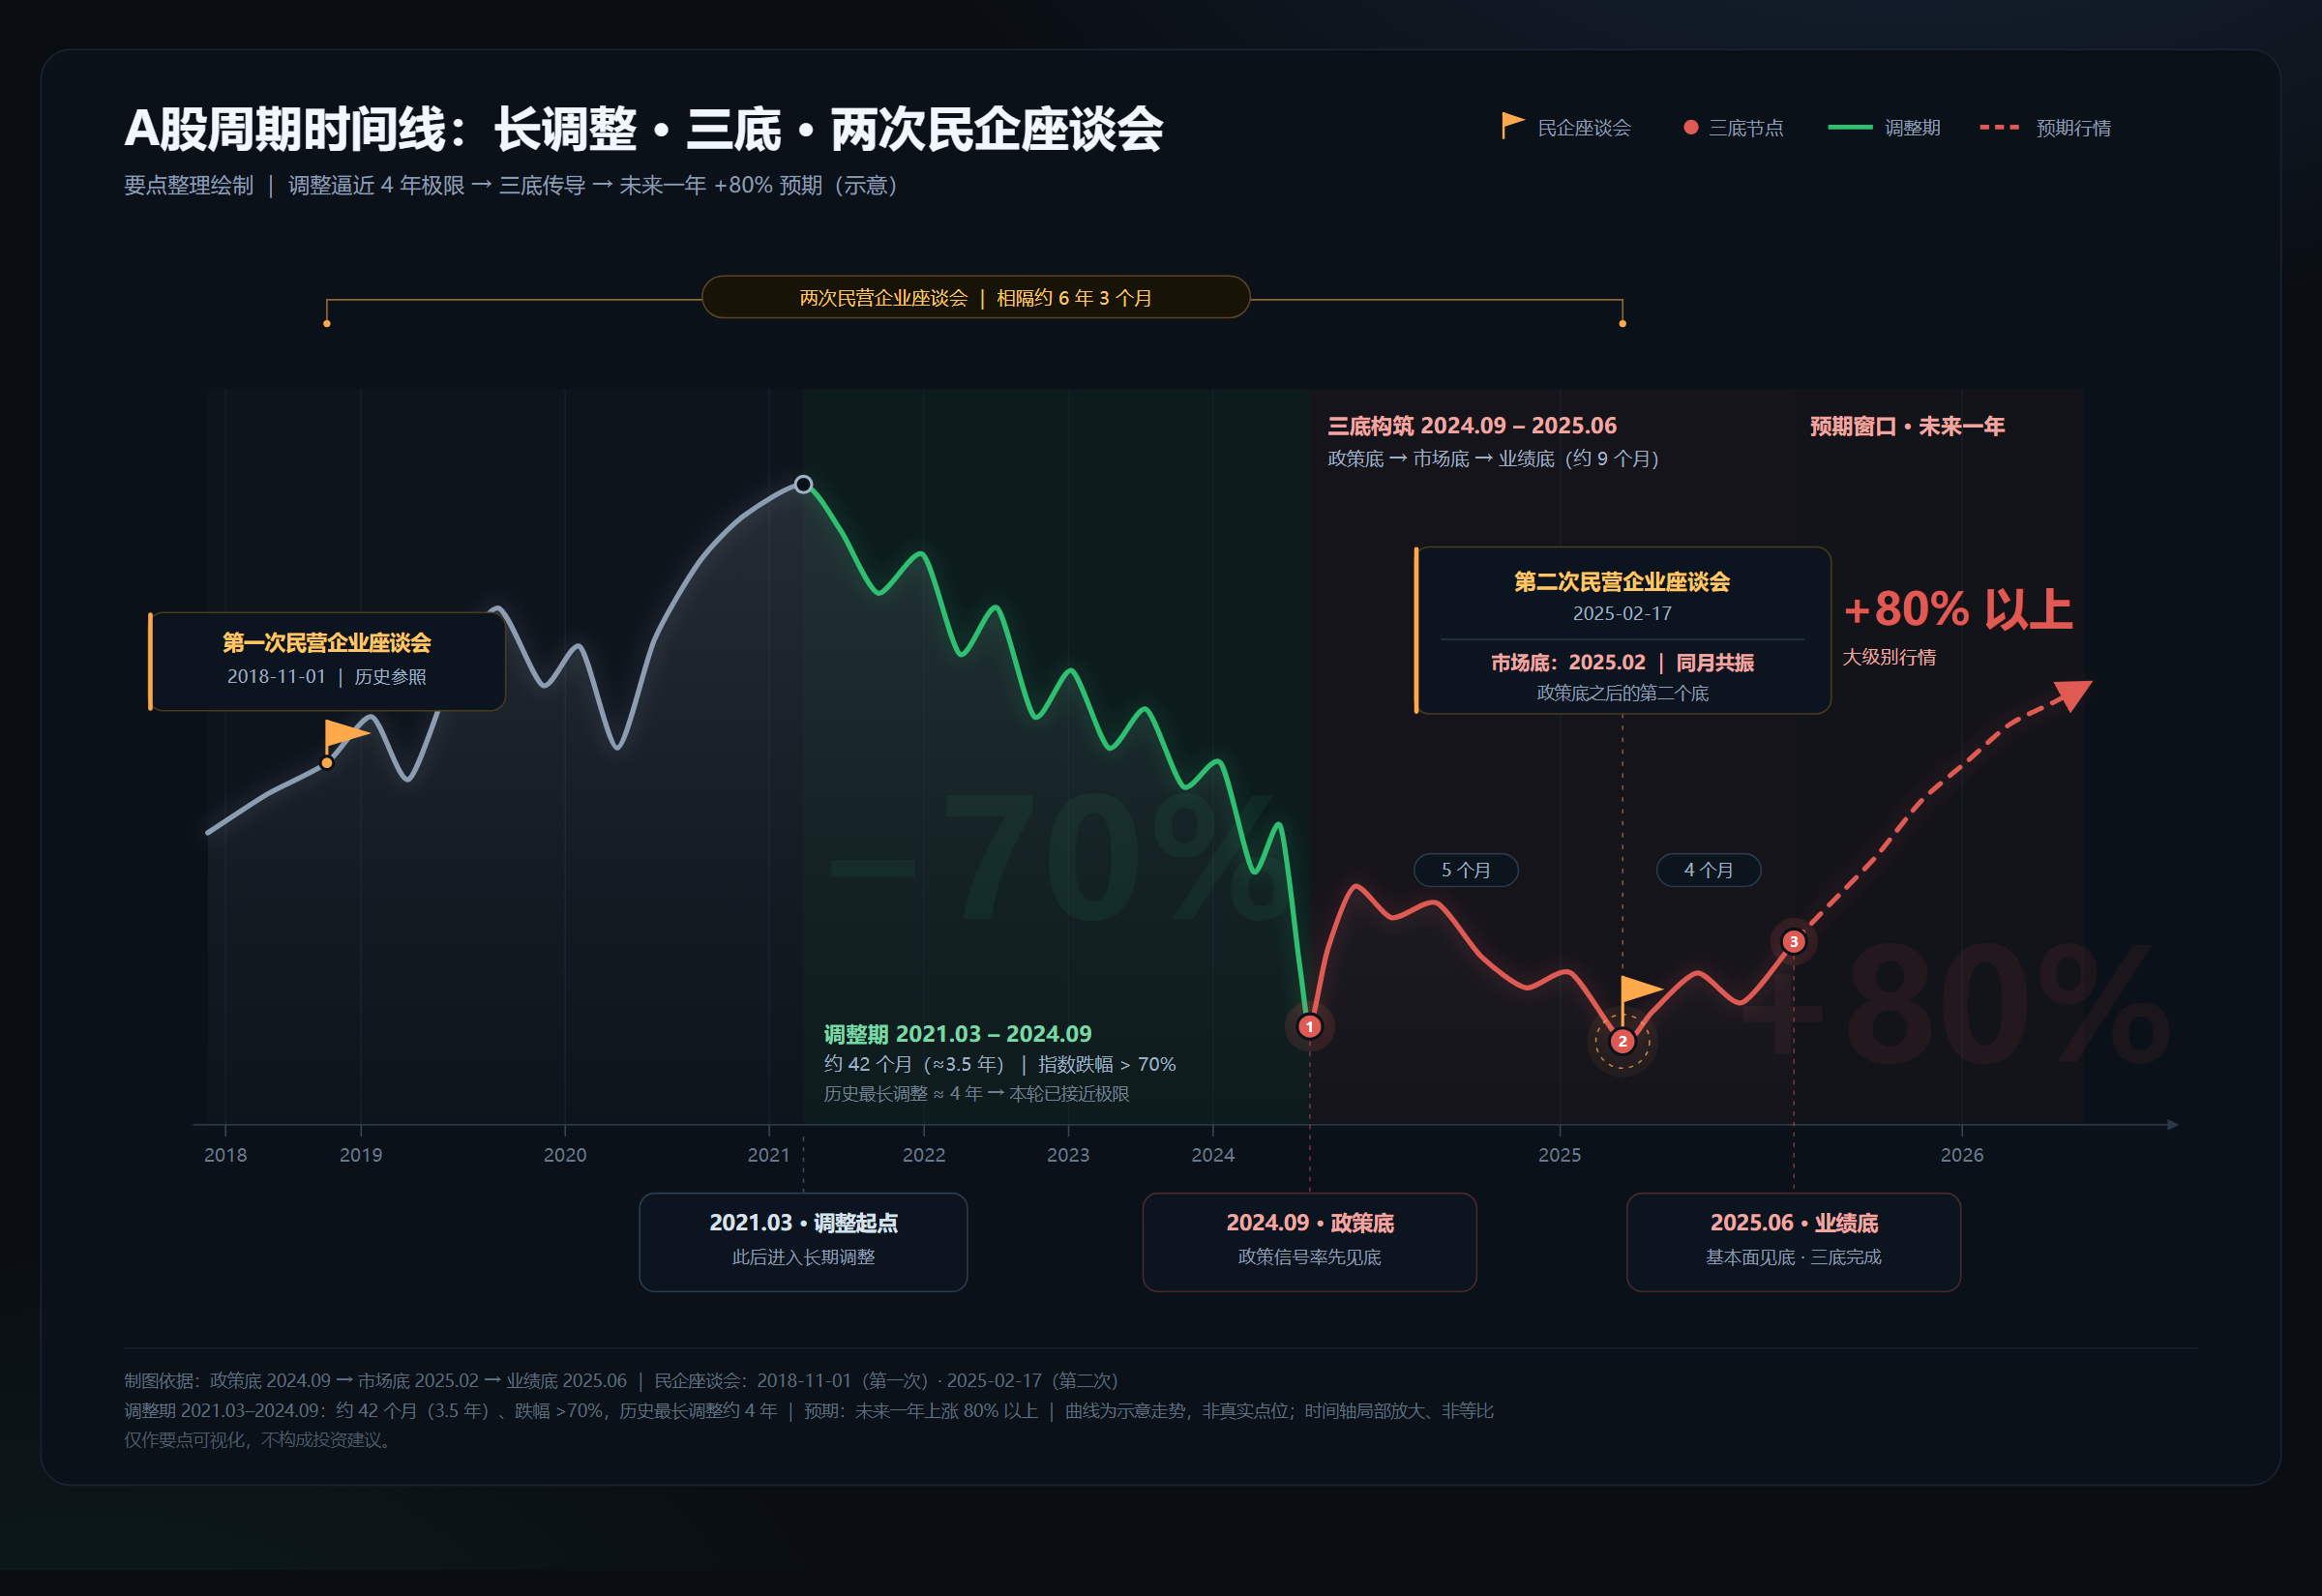 A股周期时间线：长调整 · 三底 · 两次民企座谈会
要点整理绘制 ｜ 调整逼近 4 年极限 → 三底传导 → 未来一年 +80% 预期（示意）
民企座谈会
三底节点
调整期
预期行情
两次民营企业座谈会 ｜ 相隔约 6 年 3 个月
三底构筑 2024.09 – 2025.06
政策底 → 市场底 → 业绩底（约 9 个月）
预期窗口 · 未来一年
第一次民营企业座谈会
2018-11-01 ｜ 历史参照
第二次民营企业座谈会
2025-02-17
市场底：2025.02 ｜ 同月共振
政策底之后的第二个底
+80% 以上
大级别行情
−70%
5 个月
4 个月
+80%
1
2
3
调整期 2021.03 – 2024.09
约 42 个月（≈3.5 年）｜ 指数跌幅 > 70%
历史最长调整 ≈ 4 年 → 本轮已接近极限
2018
2019
2020
2021
2022
2023
2024
2025
2026
2021.03 · 调整起点
此后进入长期调整
2024.09 · 政策底
政策信号率先见底
2025.06 · 业绩底
基本面见底 · 三底完成
制图依据：政策底 2024.09 → 市场底 2025.02 → 业绩底 2025.06 ｜ 民企座谈会：2018-11-01（第一次）· 2025-02-17（第二次）
调整期 2021.03–2024.09：约 42 个月（3.5 年）、跌幅 >70%，历史最长调整约 4 年 ｜ 预期：未来一年上涨 80% 以上 ｜ 曲线为示意走势，非真实点位；时间轴局部放大、非等比
仅作要点可视化，不构成投资建议。